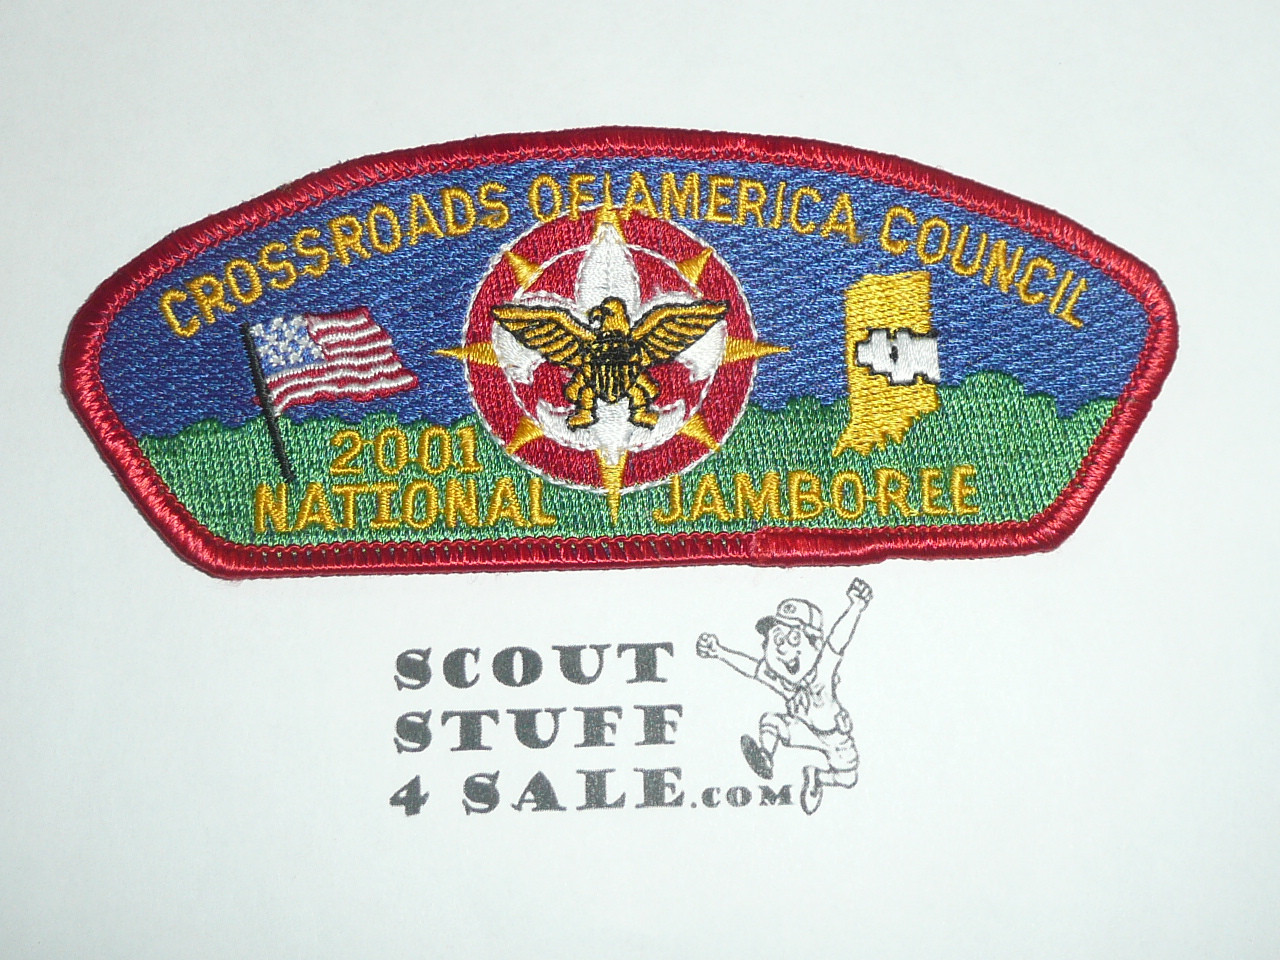 CROSSROADS OF AMERICA COUNCIL
2001
NATIONAL JAMBOREE
SCOUT
STUFF
4 SALE.COM